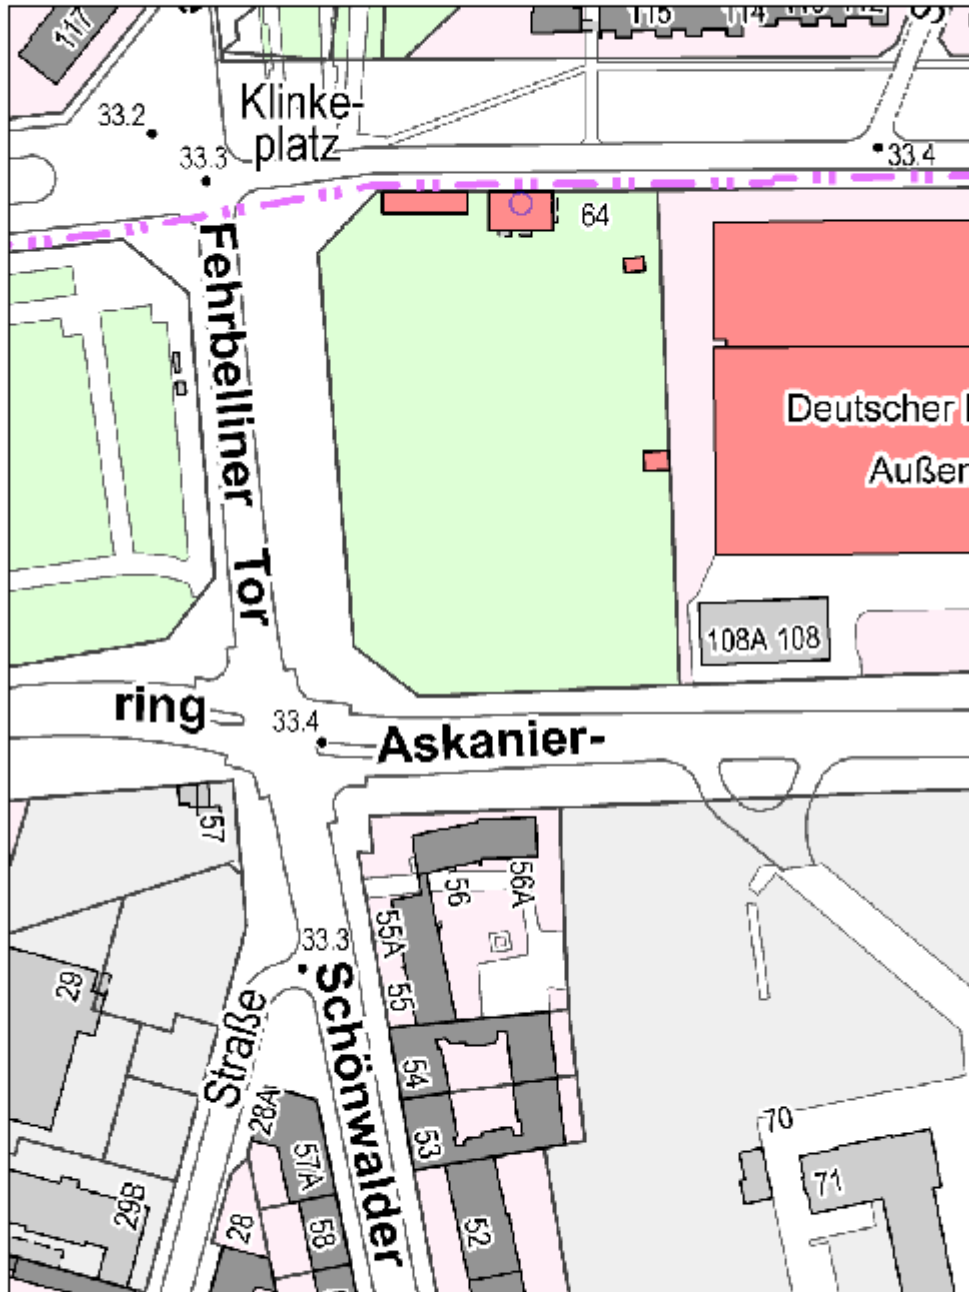 117
115
114
33.2
Klinke-
platz
33.3
33.4
64
Fehrbelliner Tor
Deutscher
Außen
108A 108
ring
33.4
Askanier-
57
56
56A
55A
55
33.3
29
Straße
Schönwalder
54
53
28A
57A
70
71
29B
28
58
52